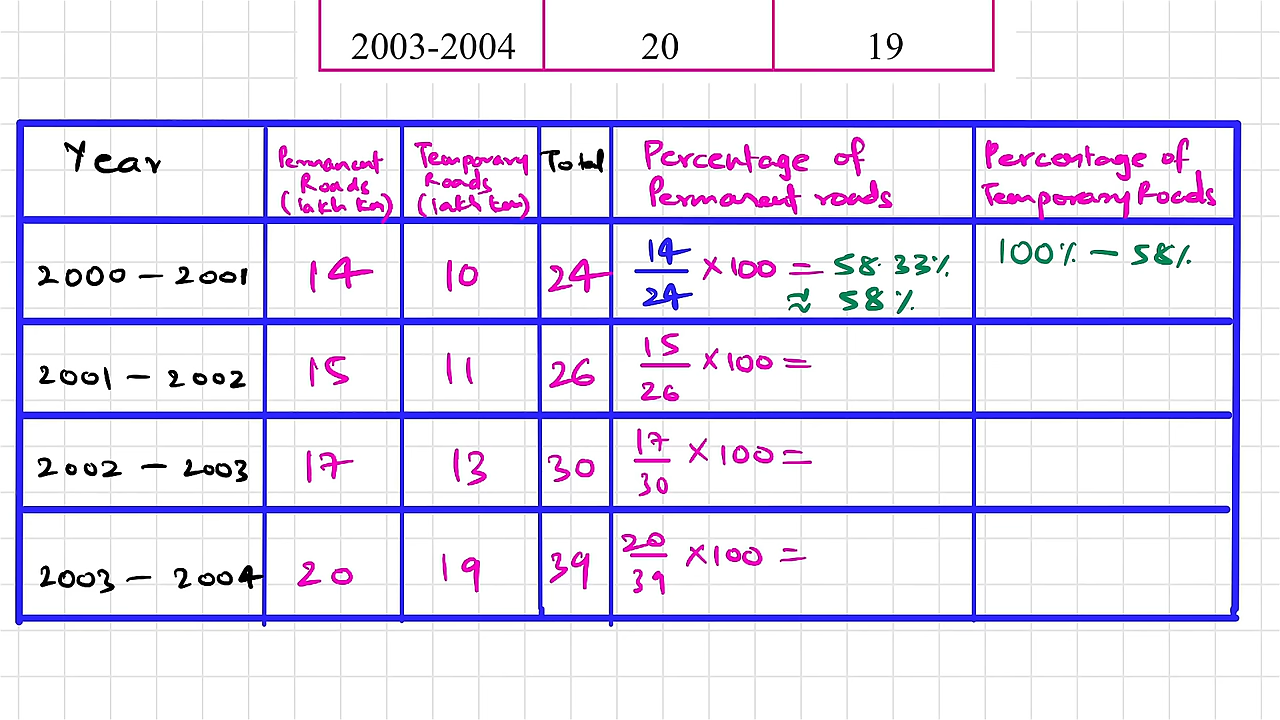 2003-2004 20 19
Year Permanent Roads (lakh km) Temporary Roads (lakh km) Total Percentage of Permanent roads Percentage of Temporary Roads
2000 - 2001 14 10 24 14/24 × 100 = 58.33% ≈ 58% 100% - 58%
2001 - 2002 15 11 26 15/26 × 100 =
2002 - 2003 17 13 30 17/30 × 100 =
2003 - 2004 20 19 39 20/39 × 100 =